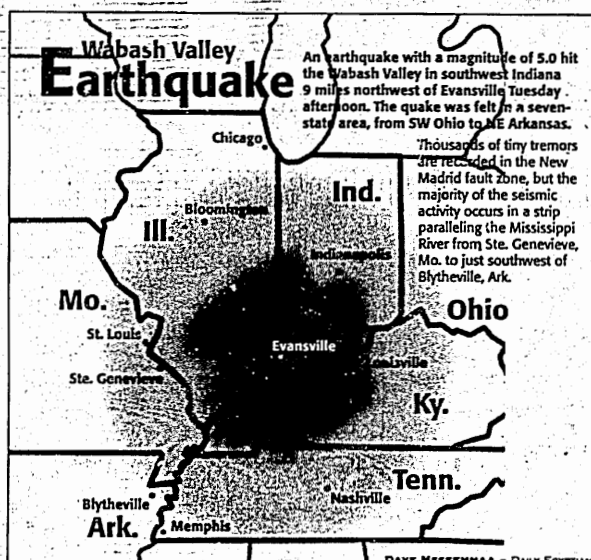 Wabash Valley
Earthquake
An earthquake with a magnitude of 5.0 hit
the Wabash Valley in southwest Indiana
9 miles northwest of Evansville Tuesday
afternoon. The quake was felt in a seven-
state area, from SW Ohio to NE Arkansas.
Thousands of tiny tremors
are recorded in the New
Madrid fault zone, but the
majority of the seismic
activity occurs in a strip
paralleling the Mississippi
River from Ste. Genevieve,
Mo. to just southwest of
Blytheville, Ark.
Chicago
Ind.
Bloomington
Ill.
Indianapolis
Mo.
Ohio
St. Louis
Evansville
Louisville
Ste. Genevieve
Ky.
Tenn.
Blytheville
Nashville
Ark.
Memphis